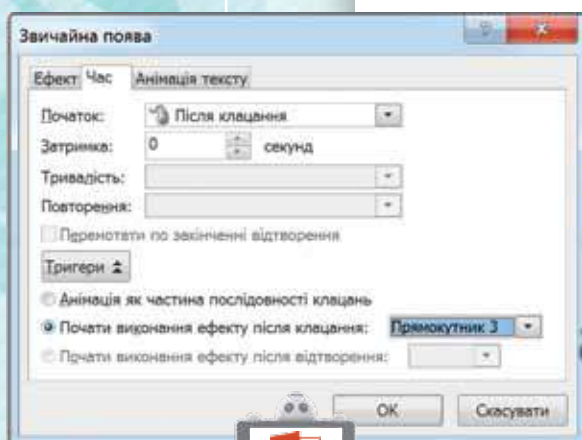 Звичайна поява
Ефект Час Анімація тексту
Початок: Після клацання
Затримка: 0 секунд
Тривалість:
Повторення:
Перемотати по закінченні відтворення
Тригери
Анімація як частина послідовності клацань
Почати виконання ефекту після клацання: Прямокутник 3
Почати виконання ефекту після відтворення:
ОК Скасувати